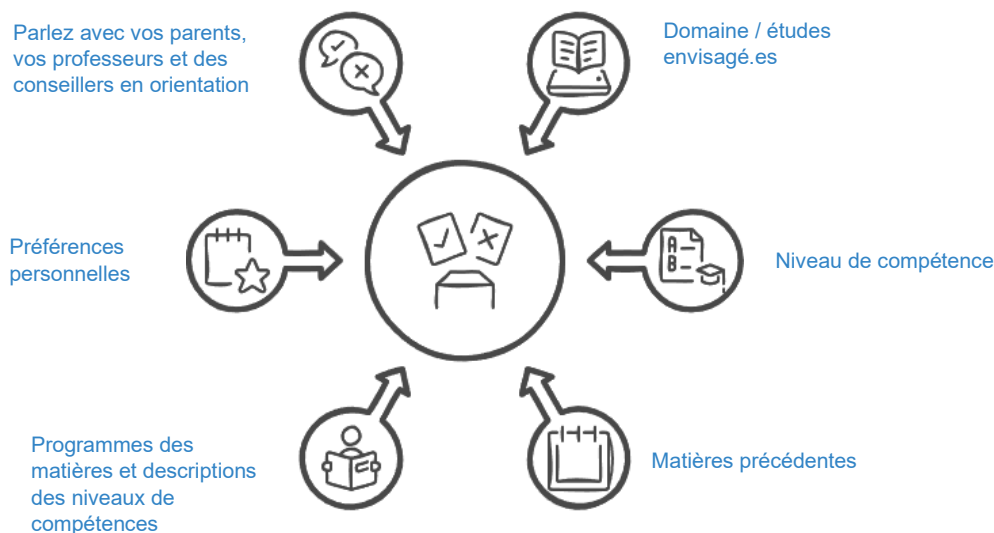 Parlez avec vos parents,
vos professeurs et des
conseillers en orientation
Domaine / études
envisagé.es
Préférences
personnelles
Niveau de compétence
Programmes des
matières et descriptions
des niveaux de
compétences
Matières précédentes
A
B